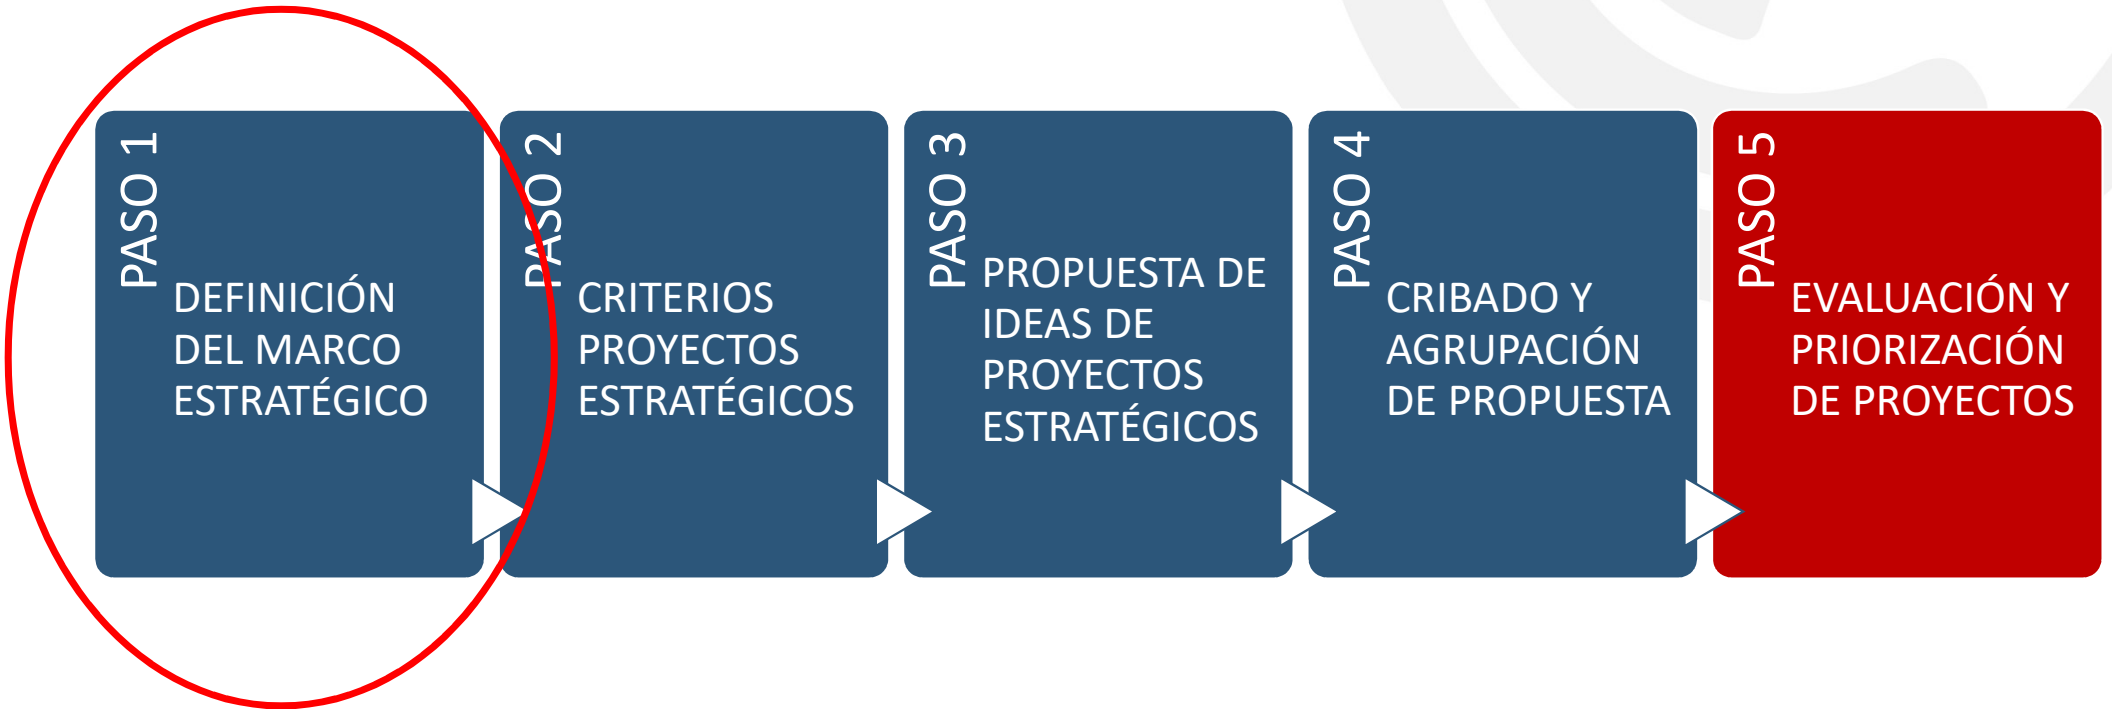 PASO 1
DEFINICIÓN
DEL MARCO
ESTRATÉGICO
PASO 2
CRITERIOS
PROYECTOS
ESTRATÉGICOS
PASO 3
PROPUESTA DE
IDEAS DE
PROYECTOS
ESTRATÉGICOS
PASO 4
CRIBADO Y
AGRUPACIÓN
DE PROPUESTA
PASO 5
EVALUACIÓN Y
PRIORIZACIÓN
DE PROYECTOS